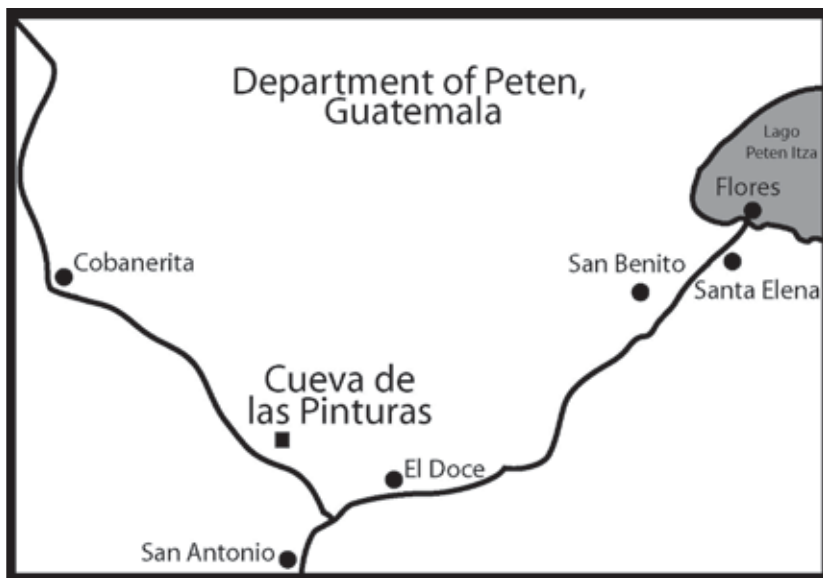 Department of Peten,
Guatemala
Lago
Peten Itza
Flores
Cobanerita
San Benito
Santa Elena
Cueva de
las Pinturas
El Doce
San Antonio